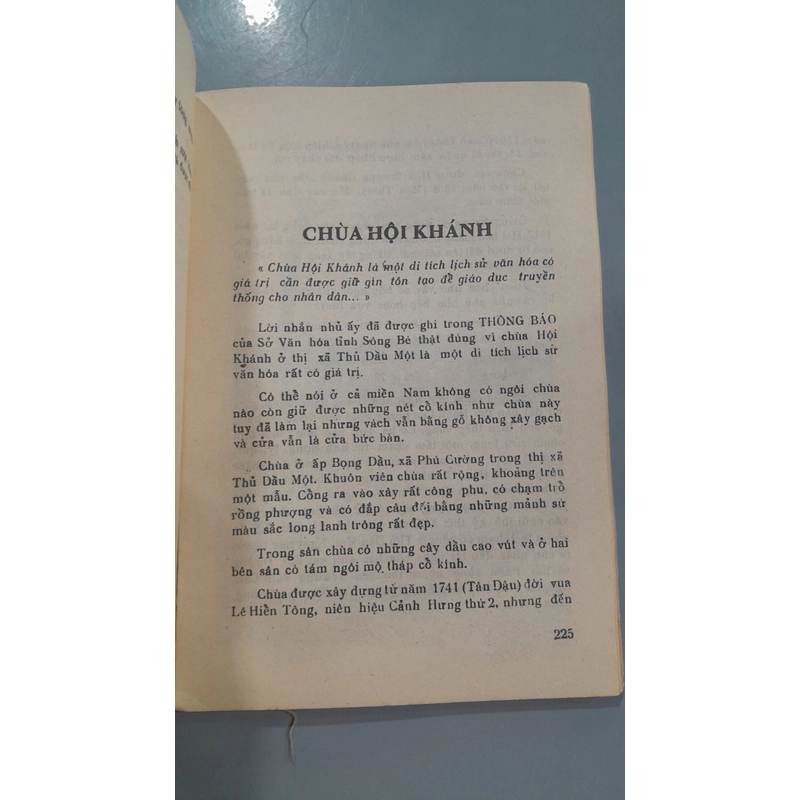 CHÙA HỘI KHÁNH
« Chùa Hội Khánh là một di tích lịch sử văn hóa có
giá trị cần được giữ gìn tôn tạo để giáo dục truyền
thống cho nhân dân... »
Lời nhắn nhủ ấy đã được ghi trong THÔNG BÁO
của Sở Văn hóa tỉnh Sông Bé thật đúng vì chùa Hội
Khánh ở thị xã Thủ Dầu Một là một di tích lịch sử
văn hóa rất có giá trị.
Có thể nói ở cả miền Nam không có ngôi chùa
nào còn giữ được những nét cổ kính như chùa này
tuy đã làm lại nhưng vách vẫn bằng gỗ không xây gạch
và cửa vẫn là cửa bức bàn.
Chùa ở ấp Bọng Dầu, xã Phú Cường trong thị xã
Thủ Dầu Một. Khuôn viên chùa rất rộng, khoảng trên
một mẫu. Cổng ra vào xây rất công phu, có chạm trổ
rồng phượng và có đắp câu đối bằng những mảnh sứ
màu sắc long lanh trông rất đẹp.
Trong sân chùa có những cây dầu cao vút và ở hai
bên sân có tám ngôi mộ tháp cổ kính.
Chùa được xây dựng từ năm 1741 (Tân Dậu) đời vua
Lê Hiển Tông, niên hiệu Cảnh Hưng thứ 2, nhưng đến
225